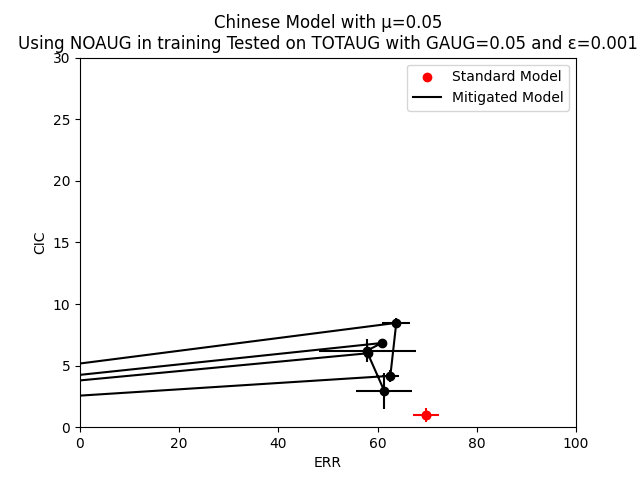 Chinese Model with μ=0.05
Using NOAUG in training Tested on TOTAUG with GAUG=0.05 and ε=0.001
30
25
20
15
10
5
0
CIC
Standard Model
Mitigated Model
0 20 40 60 80 100
ERR